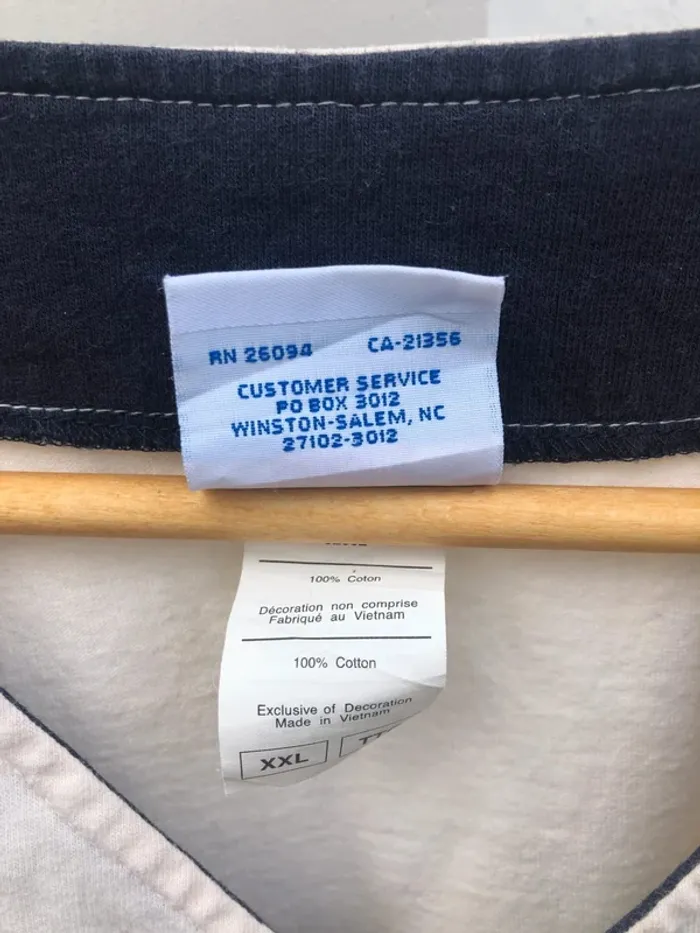 RN 26094 CA-21356
CUSTOMER SERVICE
PO BOX 3012
WINSTON-SALEM, NC
27102-3012
100% Coton
Décoration non comprise
Fabriqué au Vietnam
100% Cotton
Exclusive of Decoration
Made in Vietnam
XXL